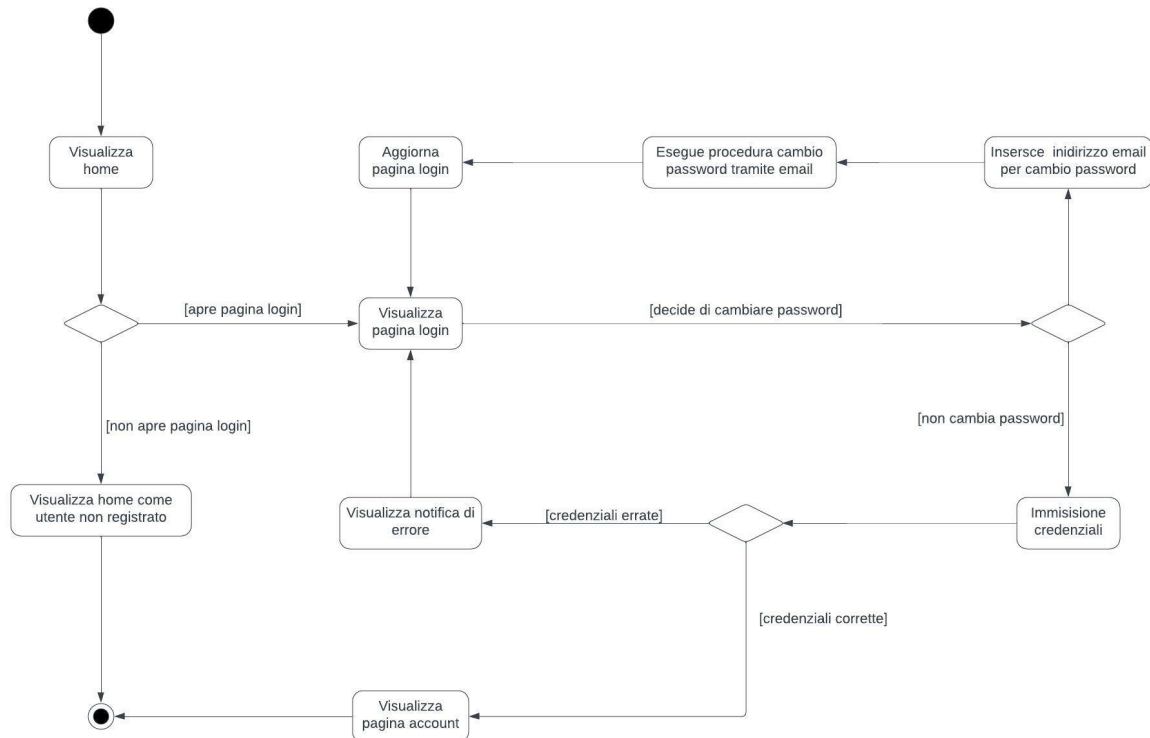 Visualizza
home
Aggiorna
pagina login
Esegue procedura cambio
password tramite email
Insersce inidirizzo email
per cambio password
[apre pagina login]
Visualizza
pagina login
[decide di cambiare password]
[non apre pagina login]
[non cambia password]
Visualizza home come
utente non registrato
Visualizza notifica di
errore
[credenziali errate]
Immisisione
credenziali
[credenziali corrette]
Visualizza
pagina account